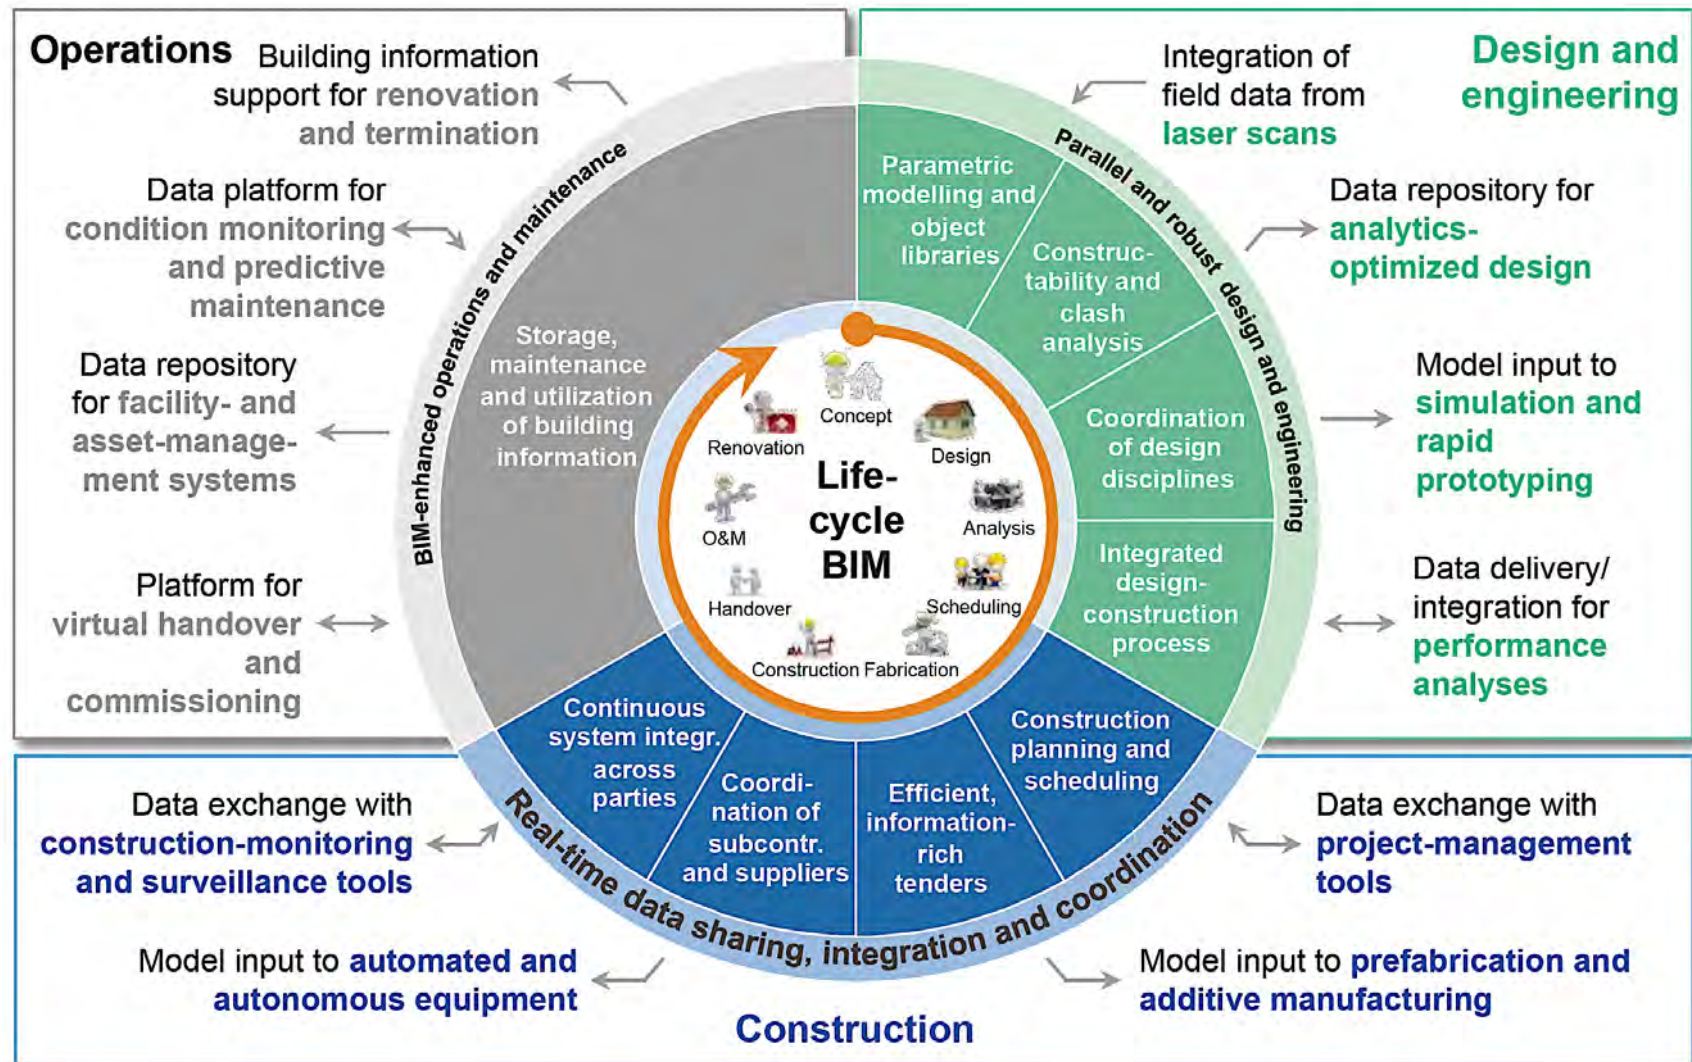 Operations
Building information
support for renovation
and termination
Data platform for
condition monitoring
and predictive
maintenance
Data repository
for facility- and
asset-manage-
ment systems
Platform for
virtual handover
and
commissioning
BIM-enhanced operations and maintenance
Storage,
maintenance
and utilization
of building
information
Design and
engineering
Integration of
field data from
laser scans
Data repository for
analytics-
optimized design
Model input to
simulation and
rapid
prototyping
Data delivery/
integration for
performance
analyses
Parallel and robust design and engineering
Parametric
modelling and
object
libraries
Construc-
tability and
clash
analysis
Coordination
of design
disciplines
Integrated
design-
construction
process
Life-
cycle
BIM
Concept
Design
Analysis
Scheduling
Fabrication
Construction
Handover
O&M
Renovation
Construction
planning and
scheduling
Efficient,
information-
rich
tenders
Coordi-
nation of
subcontr.
and suppliers
Continuous
system integr.
across
parties
Real-time data sharing, integration and coordination
Data exchange with
construction-monitoring
and surveillance tools
Model input to automated and
autonomous equipment
Data exchange with
project-management
tools
Model input to prefabrication and
additive manufacturing
Construction